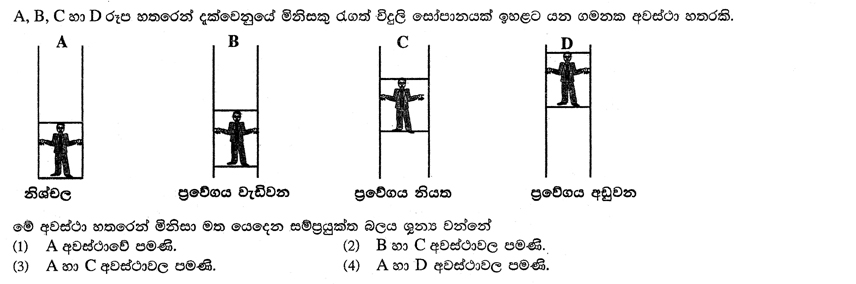 A, B, C හා D රූප හතරෙන් දැක්වෙනුයේ මිනිසකු රැගත් විදුලි සෝපානයක් ඉහළට යන ගමනක අවස්ථා හතරකි.
A B C D
නිශ්චල ප්‍රවේගය වැඩිවන ප්‍රවේගය නියත ප්‍රවේගය අඩුවන
මේ අවස්ථා හතරෙන් මිනිසා මත යෙදෙන සම්ප්‍රයුක්ත බලය ශූන්‍ය වන්නේ
(1) A අවස්ථාවේ පමණි. (2) B හා C අවස්ථාවල පමණි.
(3) A හා C අවස්ථාවල පමණි. (4) A හා D අවස්ථාවල පමණි.